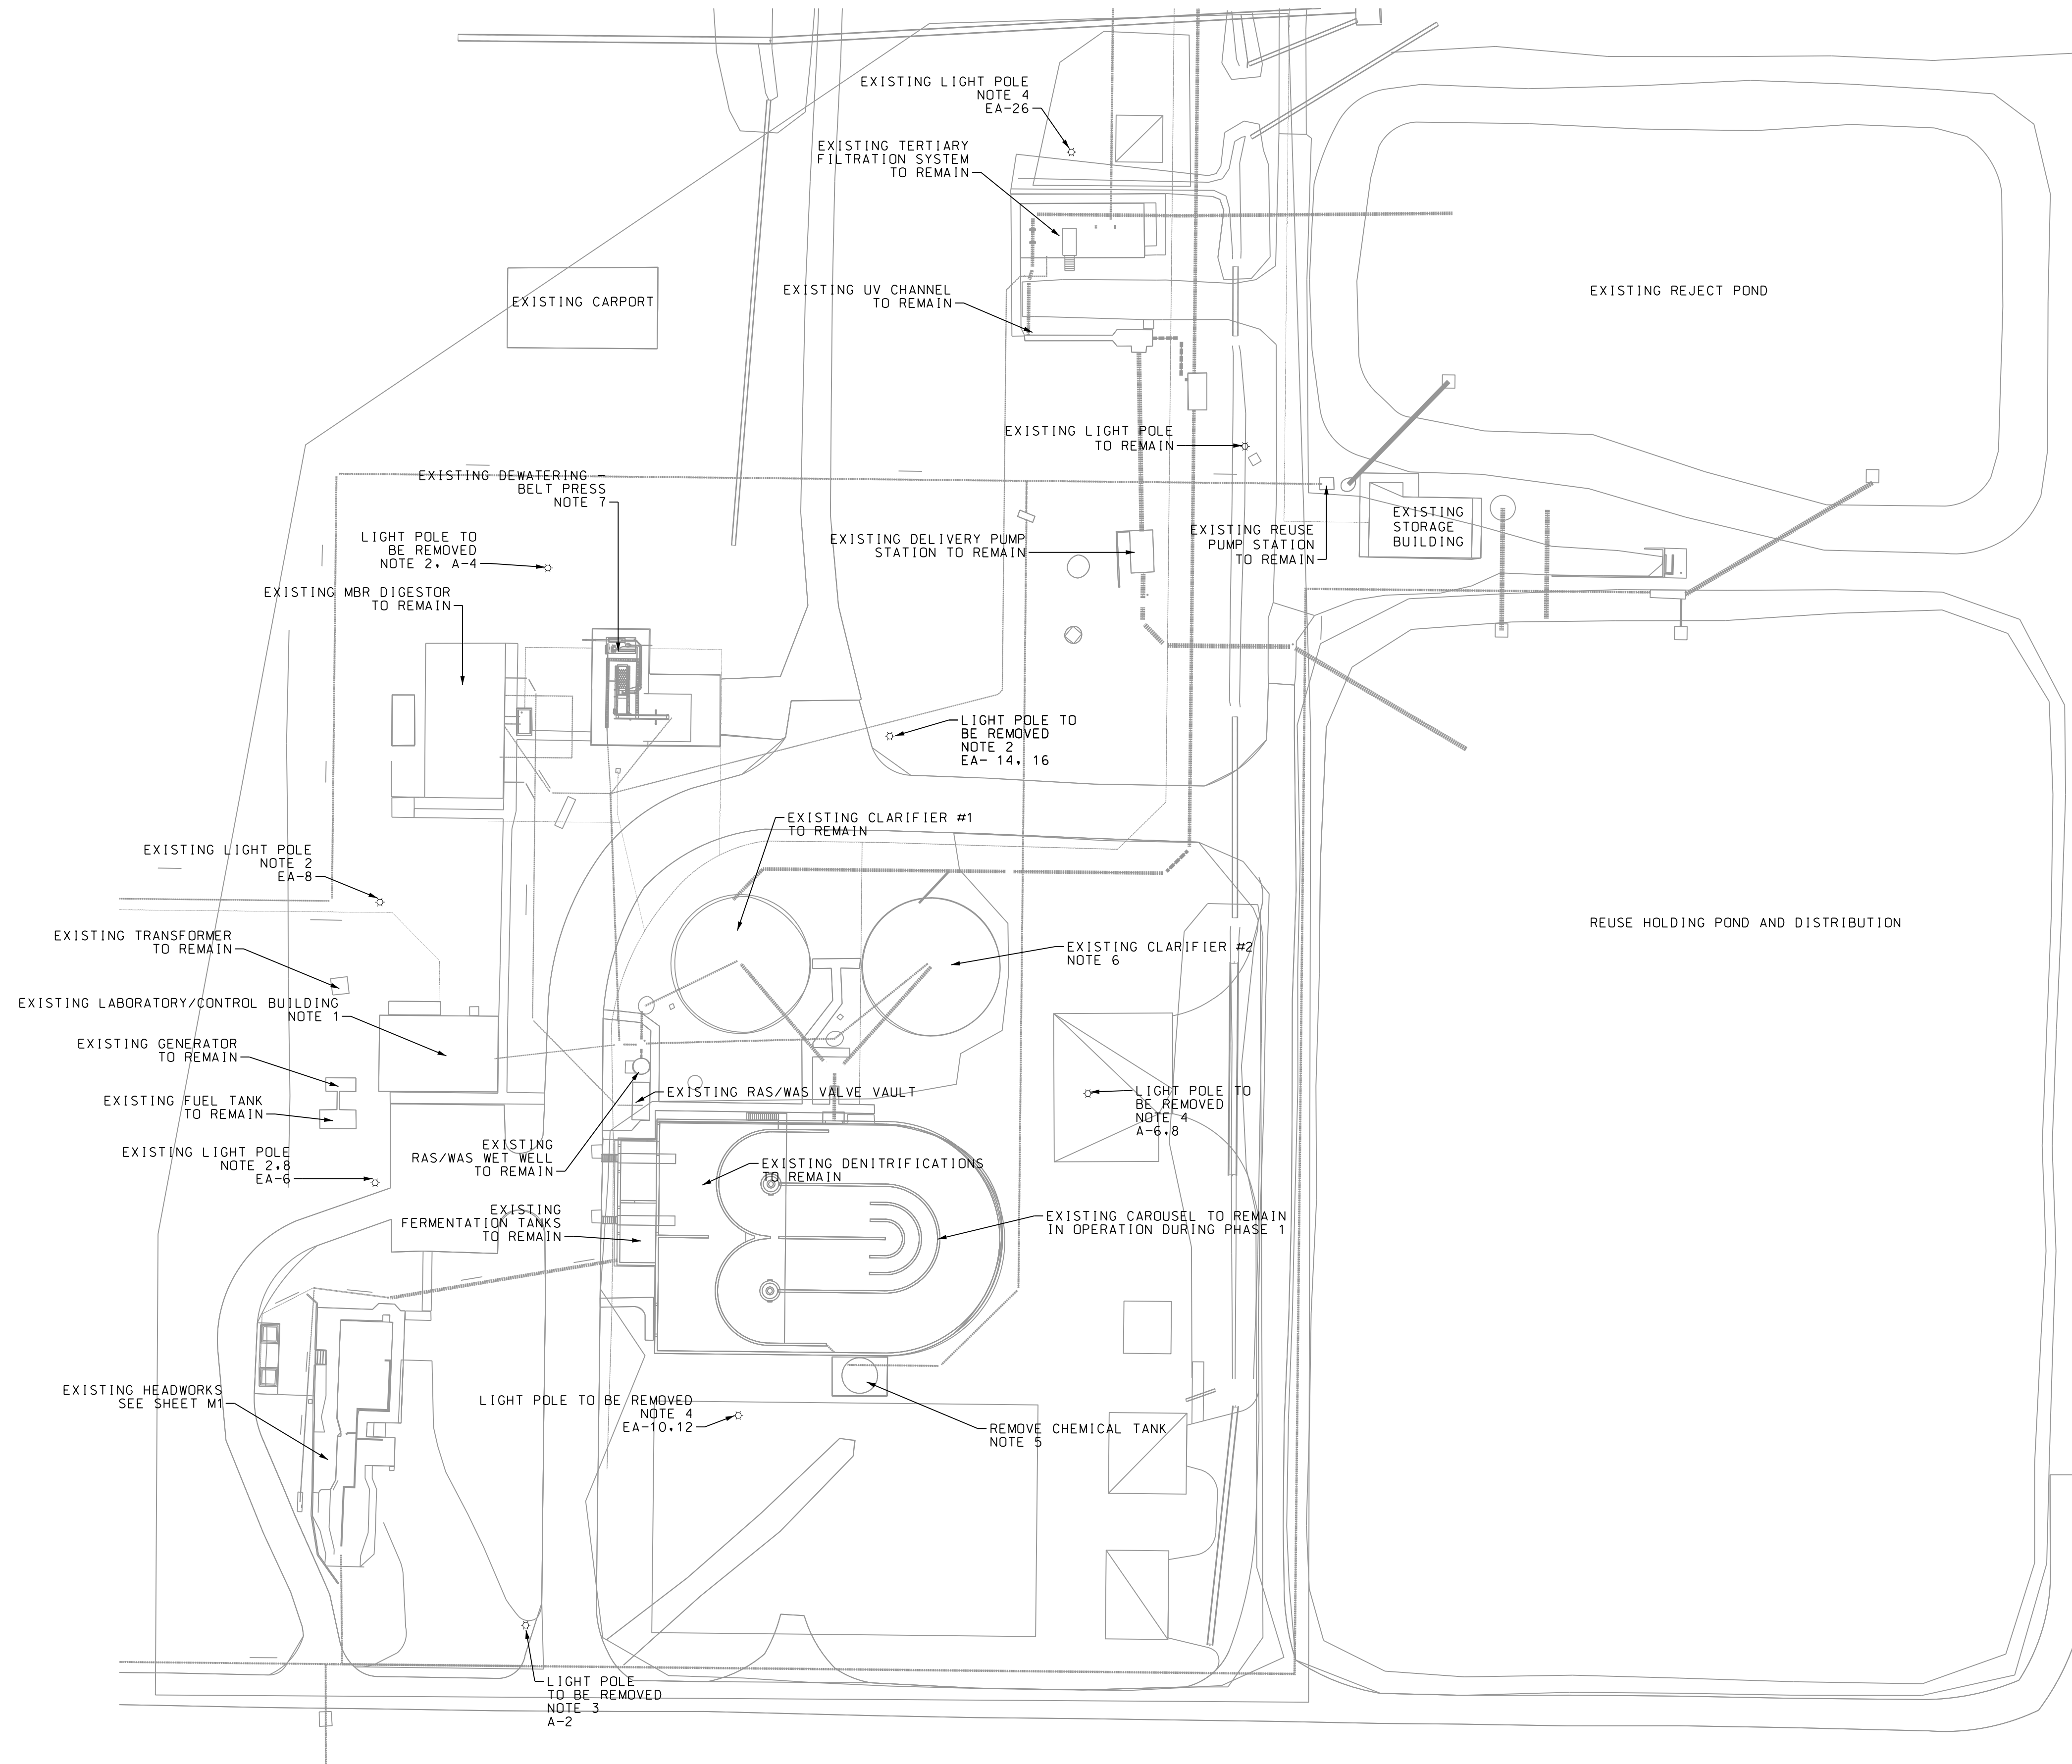 EXISTING LIGHT POLE
NOTE 4
EA-26
EXISTING TERTIARY
FILTRATION SYSTEM
TO REMAIN
EXISTING UV CHANNEL
TO REMAIN
EXISTING CARPORT
EXISTING REJECT POND
EXISTING LIGHT POLE
TO REMAIN
EXISTING DEWATERING -
BELT PRESS
NOTE 7
LIGHT POLE TO
BE REMOVED
NOTE 2, A-4
EXISTING MBR DIGESTOR
TO REMAIN
EXISTING DELIVERY PUMP
STATION TO REMAIN
EXISTING REUSE
PUMP STATION
TO REMAIN
EXISTING
STORAGE
BUILDING
LIGHT POLE TO
BE REMOVED
NOTE 2
EA- 14, 16
EXISTING CLARIFIER #1
TO REMAIN
EXISTING LIGHT POLE
NOTE 2
EA-8
EXISTING TRANSFORMER
TO REMAIN
EXISTING CLARIFIER #2
NOTE 6
REUSE HOLDING POND AND DISTRIBUTION
EXISTING LABORATORY/CONTROL BUILDING
NOTE 1
EXISTING GENERATOR
TO REMAIN
EXISTING FUEL TANK
TO REMAIN
EXISTING RAS/WAS VALVE VAULT
LIGHT POLE TO
BE REMOVED
NOTE 4
A-6,8
EXISTING LIGHT POLE
NOTE 2,8
EA-6
EXISTING
RAS/WAS WET WELL
TO REMAIN
EXISTING DENITRIFICATIONS
TO REMAIN
EXISTING
FERMENTATION TANKS
TO REMAIN
EXISTING CAROUSEL TO REMAIN
IN OPERATION DURING PHASE 1
EXISTING HEADWORKS
SEE SHEET M1
LIGHT POLE TO BE REMOVED
NOTE 4
EA-10,12
REMOVE CHEMICAL TANK
NOTE 5
LIGHT POLE
TO BE REMOVED
NOTE 3
A-2